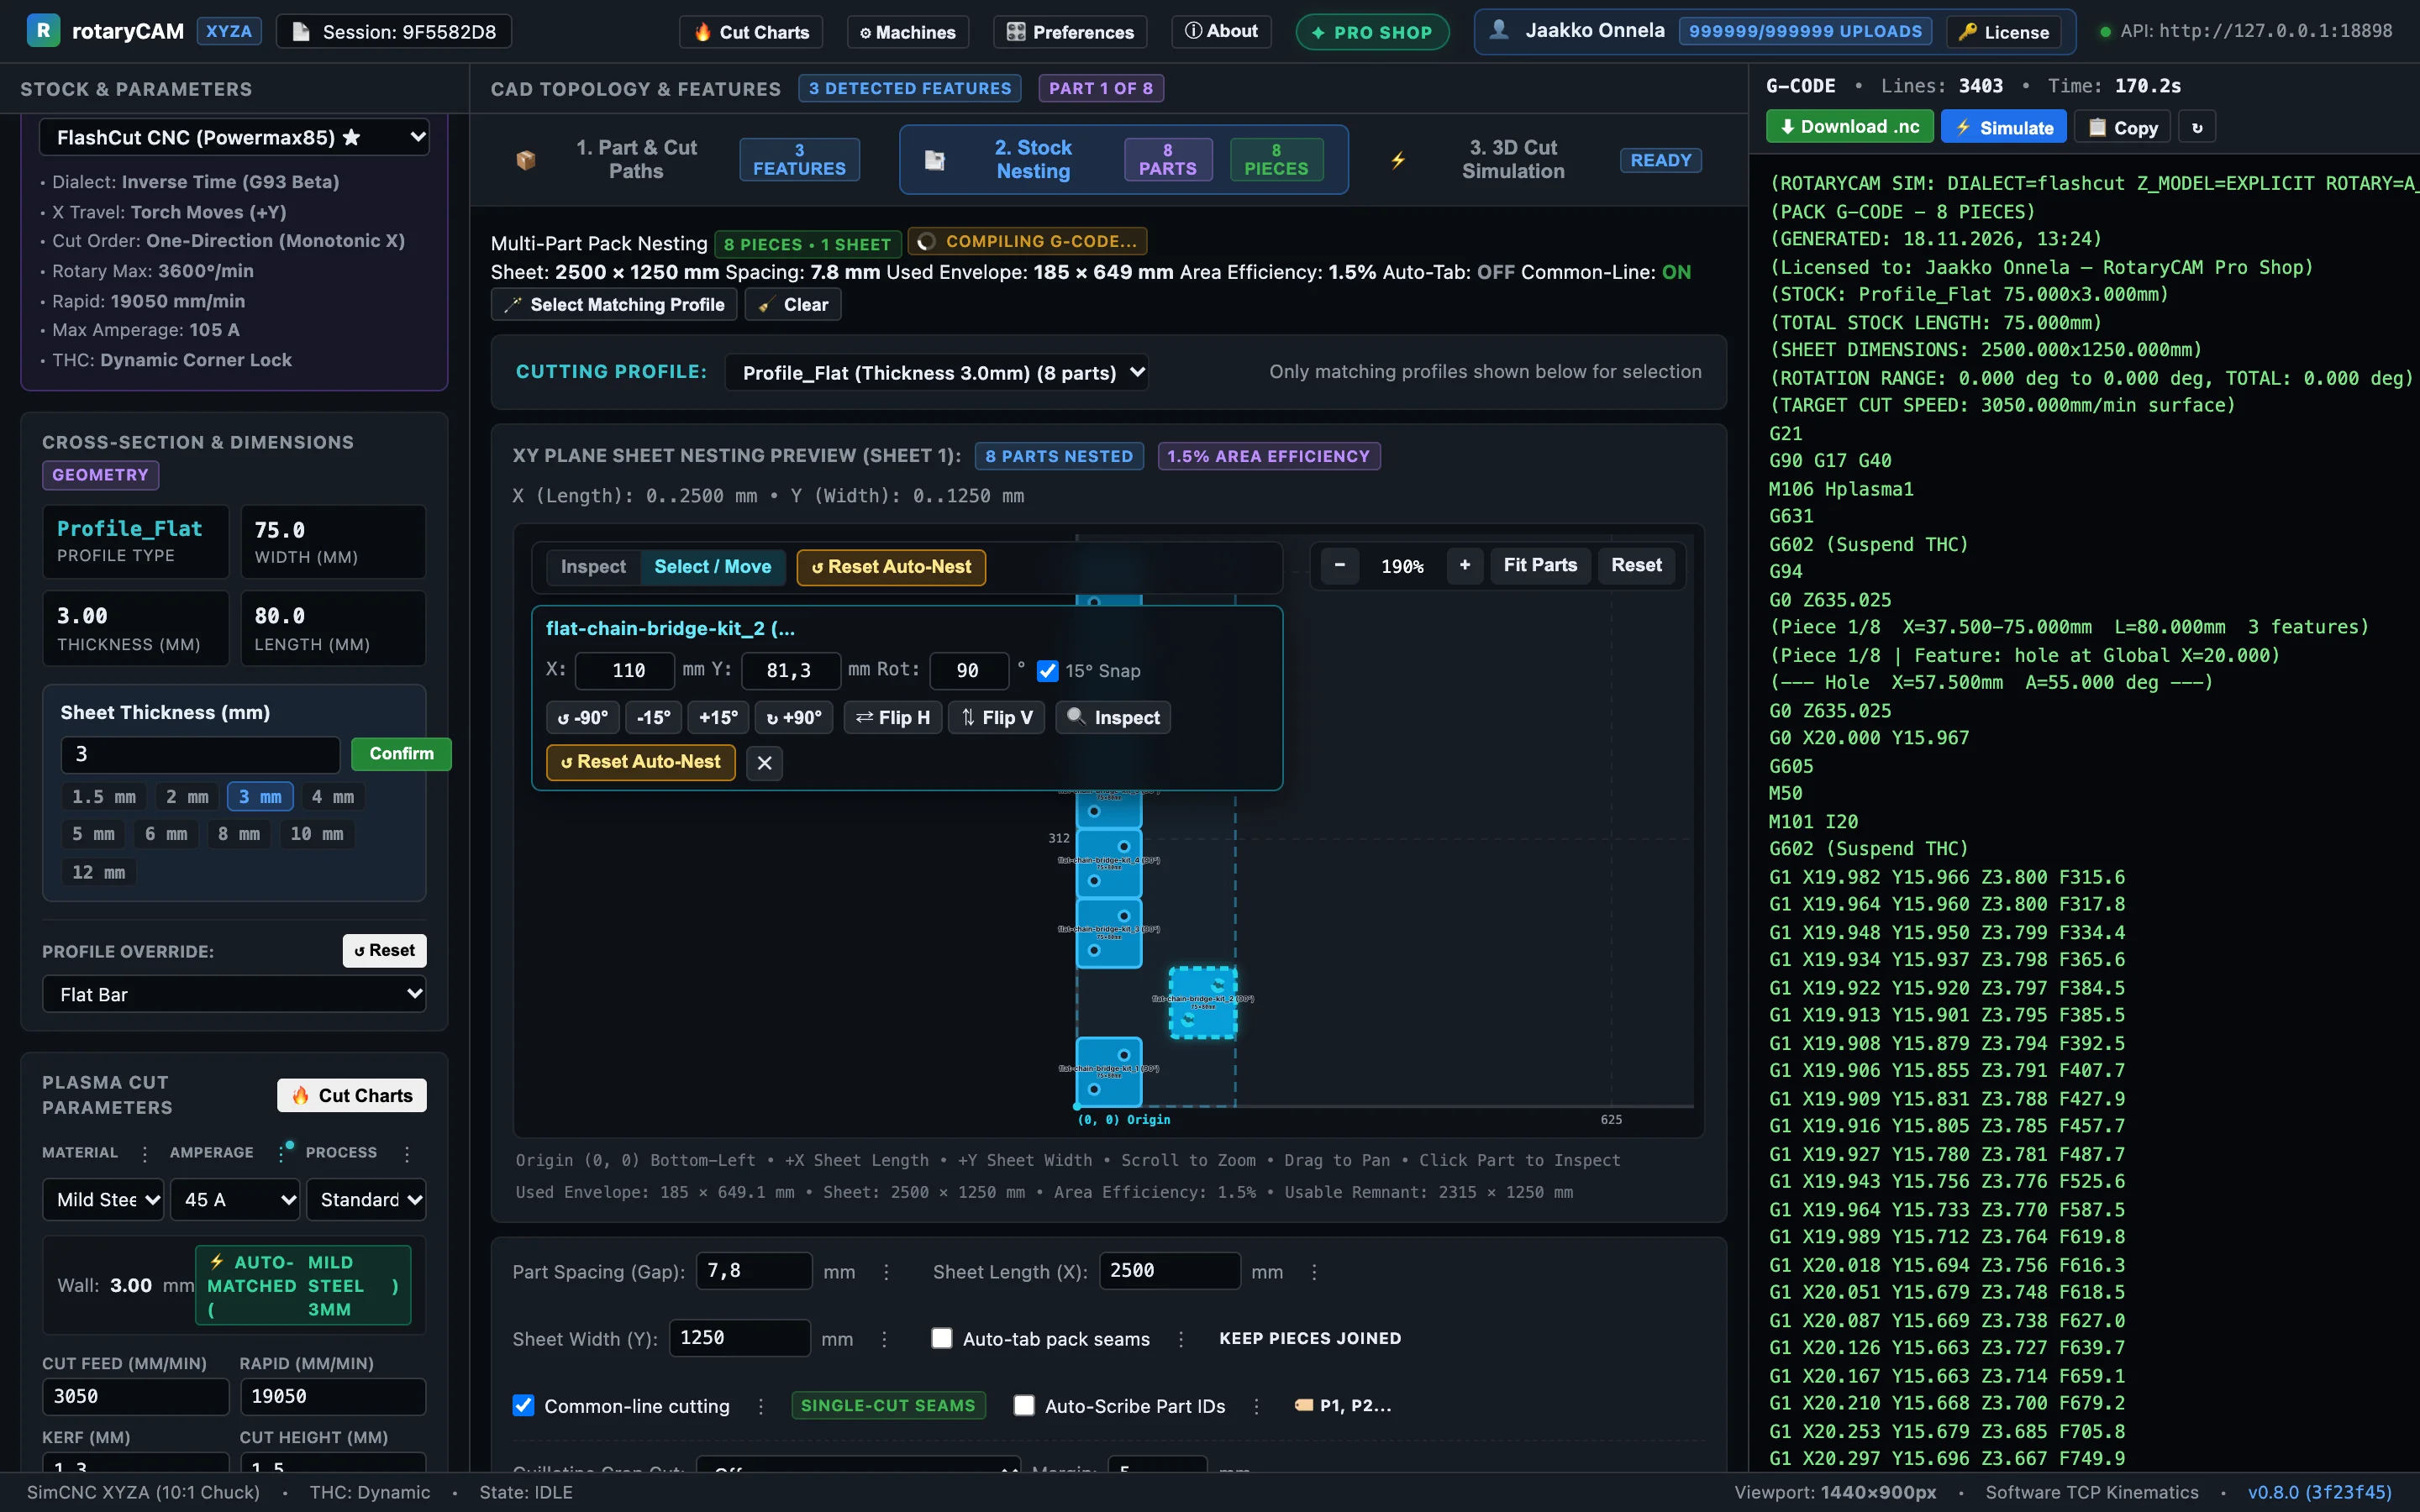 R rotaryCAM XYZA Session: 9F5582D8 Cut Charts Machines Preferences About PRO SHOP Jaakko Onnela 999999/999999 UPLOADS License API: http://127.0.0.1:18898
STOCK & PARAMETERS
FlashCut CNC (Powermax85) ★
• Dialect: Inverse Time (G93 Beta)
• X Travel: Torch Moves (+Y)
• Cut Order: One-Direction (Monotonic X)
• Rotary Max: 3600°/min
• Rapid: 19050 mm/min
• Max Amperage: 105 A
• THC: Dynamic Corner Lock
CROSS-SECTION & DIMENSIONS
GEOMETRY
Profile_Flat
PROFILE TYPE
75.0
WIDTH (MM)
3.00
THICKNESS (MM)
80.0
LENGTH (MM)
Sheet Thickness (mm)
3 Confirm
1.5 mm 2 mm 3 mm 4 mm
5 mm 6 mm 8 mm 10 mm
12 mm
PROFILE OVERRIDE: Reset
Flat Bar
PLASMA CUT
PARAMETERS
Cut Charts
MATERIAL ⋮ AMPERAGE ⋮ PROCESS ⋮
Mild Stee 45 A Standard
Wall: 3.00 mm
AUTO-MATCHED ( MILD STEEL 3MM )
CUT FEED (MM/MIN) RAPID (MM/MIN)
3050 19050
KERF (MM) CUT HEIGHT (MM)
1.3 1.5
CAD TOPOLOGY & FEATURES 3 DETECTED FEATURES PART 1 OF 8
1. Part & Cut Paths 3 FEATURES
2. Stock Nesting 8 PARTS 8 PIECES
3. 3D Cut Simulation READY
Multi-Part Pack Nesting 8 PIECES • 1 SHEET COMPILING G-CODE...
Sheet: 2500 × 1250 mm Spacing: 7.8 mm Used Envelope: 185 × 649 mm Area Efficiency: 1.5% Auto-Tab: OFF Common-Line: ON
Select Matching Profile Clear
CUTTING PROFILE: Profile_Flat (Thickness 3.0mm) (8 parts) Only matching profiles shown below for selection
XY PLANE SHEET NESTING PREVIEW (SHEET 1): 8 PARTS NESTED 1.5% AREA EFFICIENCY
X (Length): 0..2500 mm • Y (Width): 0..1250 mm
Inspect Select / Move Reset Auto-Nest − 190% + Fit Parts Reset
flat-chain-bridge-kit_2 (...
X: 110 mm Y: 81,3 mm Rot: 90 ° 15° Snap
-90° -15° +15° +90° Flip H Flip V Inspect
Reset Auto-Nest ✕
312
flat-chain-bridge-kit_4 (90°)
75×80mm
flat-chain-bridge-kit_3 (90°)
75×80mm
flat-chain-bridge-kit_2 (90°)
75×80mm
flat-chain-bridge-kit_1 (90°)
75×80mm
(0, 0) Origin
625
Origin (0, 0) Bottom-Left • +X Sheet Length • +Y Sheet Width • Scroll to Zoom • Drag to Pan • Click Part to Inspect
Used Envelope: 185 × 649.1 mm • Sheet: 2500 × 1250 mm • Area Efficiency: 1.5% • Usable Remnant: 2315 × 1250 mm
Part Spacing (Gap): 7,8 mm ⋮ Sheet Length (X): 2500 mm ⋮
Sheet Width (Y): 1250 mm ⋮ Auto-tab pack seams ⋮ KEEP PIECES JOINED
Common-line cutting ⋮ SINGLE-CUT SEAMS Auto-Scribe Part IDs ⋮ P1, P2...
G-CODE • Lines: 3403 • Time: 170.2s
Download .nc Simulate Copy ↻
(ROTARYCAM SIM: DIALECT=flashcut Z_MODEL=EXPLICIT ROTARY=A_
(PACK G-CODE — 8 PIECES)
(GENERATED: 18.11.2026, 13:24)
(Licensed to: Jaakko Onnela — RotaryCAM Pro Shop)
(STOCK: Profile_Flat 75.000x3.000mm)
(TOTAL STOCK LENGTH: 75.000mm)
(SHEET DIMENSIONS: 2500.000x1250.000mm)
(ROTATION RANGE: 0.000 deg to 0.000 deg, TOTAL: 0.000 deg)
(TARGET CUT SPEED: 3050.000mm/min surface)
G21
G90 G17 G40
M106 Hplasma1
G631
G602 (Suspend THC)
G94
G0 Z635.025
(Piece 1/8 X=37.500–75.000mm L=80.000mm 3 features)
(Piece 1/8 | Feature: hole at Global X=20.000)
(--- Hole X=57.500mm A=55.000 deg ---)
G0 Z635.025
G0 X20.000 Y15.967
G605
M50
M101 I20
G602 (Suspend THC)
G1 X19.982 Y15.966 Z3.800 F315.6
G1 X19.964 Y15.960 Z3.800 F317.8
G1 X19.948 Y15.950 Z3.799 F334.4
G1 X19.934 Y15.937 Z3.798 F365.6
G1 X19.922 Y15.920 Z3.797 F384.5
G1 X19.913 Y15.901 Z3.795 F385.5
G1 X19.908 Y15.879 Z3.794 F392.5
G1 X19.906 Y15.855 Z3.791 F407.7
G1 X19.909 Y15.831 Z3.788 F427.9
G1 X19.916 Y15.805 Z3.785 F457.7
G1 X19.927 Y15.780 Z3.781 F487.7
G1 X19.943 Y15.756 Z3.776 F525.6
G1 X19.964 Y15.733 Z3.770 F587.5
G1 X19.989 Y15.712 Z3.764 F619.8
G1 X20.018 Y15.694 Z3.756 F616.3
G1 X20.051 Y15.679 Z3.748 F618.5
G1 X20.087 Y15.669 Z3.738 F627.0
G1 X20.126 Y15.663 Z3.727 F639.7
G1 X20.167 Y15.663 Z3.714 F659.1
G1 X20.210 Y15.668 Z3.700 F679.2
G1 X20.253 Y15.679 Z3.685 F705.8
G1 X20.297 Y15.696 Z3.667 F749.9
SimCNC XYZA (10:1 Chuck) • THC: Dynamic • State: IDLE Viewport: 1440×900px • Software TCP Kinematics • v0.8.0 (3f23f45)